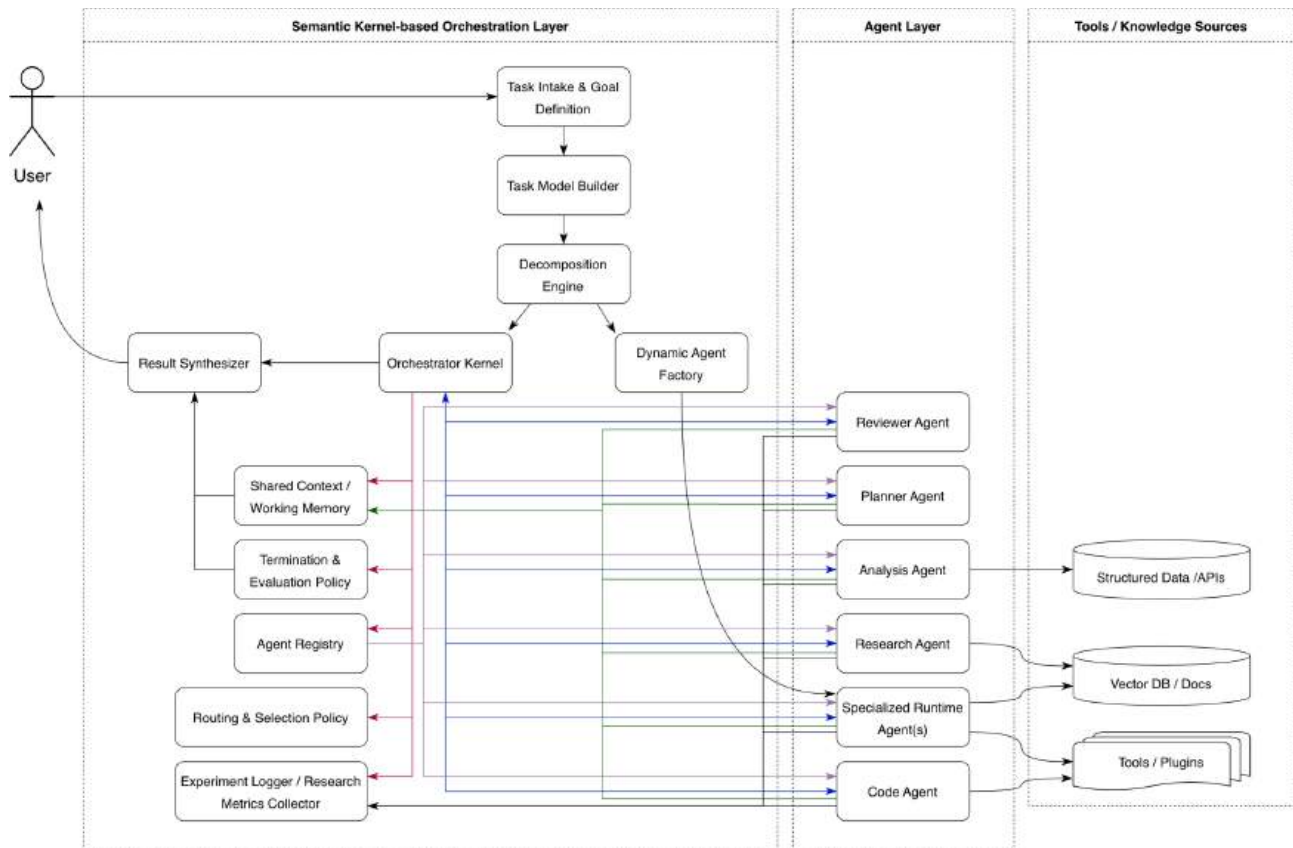 Semantic Kernel-based Orchestration Layer
Agent Layer
Tools / Knowledge Sources
User
Task Intake & Goal
Definition
Task Model Builder
Decomposition
Engine
Result Synthesizer
Orchestrator Kernel
Dynamic Agent
Factory
Reviewer Agent
Shared Context /
Working Memory
Planner Agent
Termination &
Evaluation Policy
Analysis Agent
Structured Data /APIs
Agent Registry
Research Agent
Vector DB / Docs
Routing & Selection Policy
Specialized Runtime
Agent(s)
Tools / Plugins
Experiment Logger / Research
Metrics Collector
Code Agent